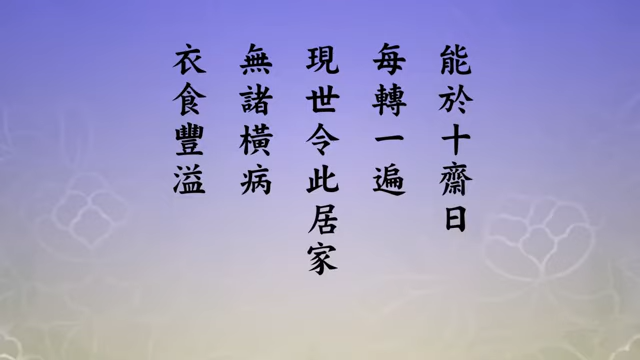 能於十齋日
每轉一遍
現世令此居家
無諸橫病
衣食豐溢